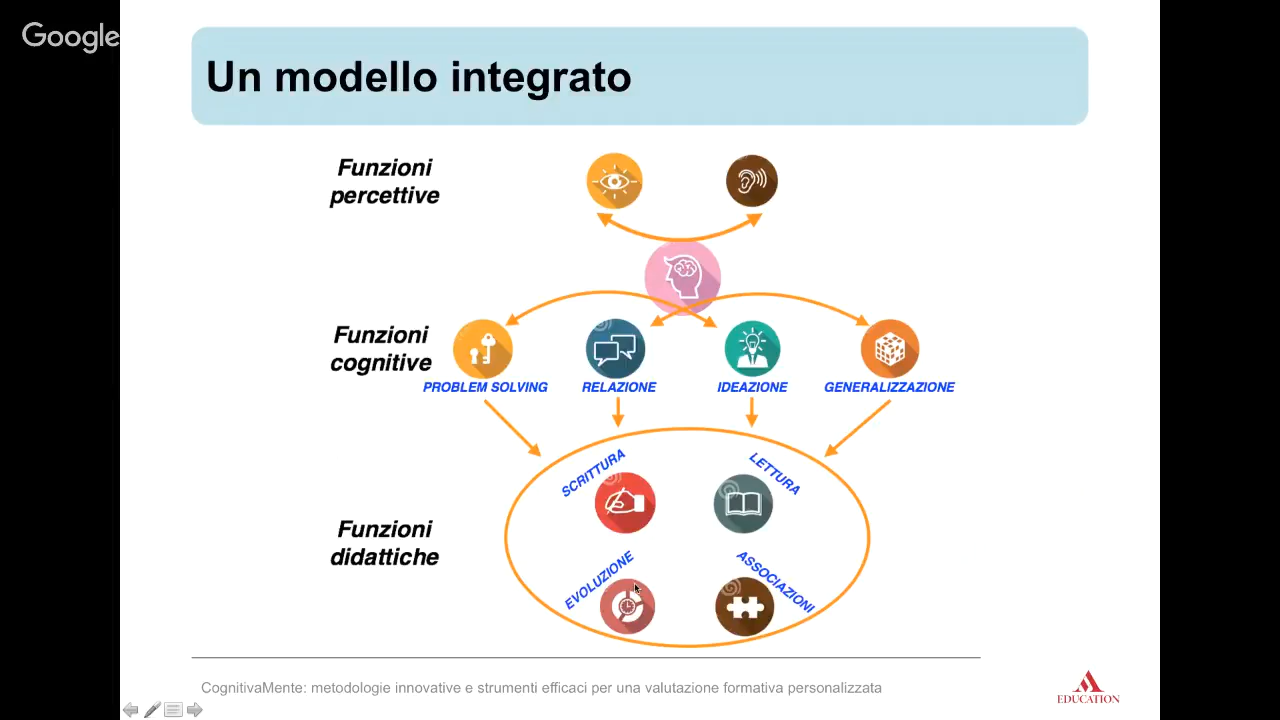 Google
Un modello integrato
Funzioni
percettive
Funzioni
cognitive
PROBLEM SOLVING
RELAZIONE
IDEAZIONE
GENERALIZZAZIONE
SCRITTURA
LETTURA
Funzioni
didattiche
EVOLUZIONE
ASSOCIAZIONI
CognitivaMente: metodologie innovative e strumenti efficaci per una valutazione formativa personalizzata
EDUCATION